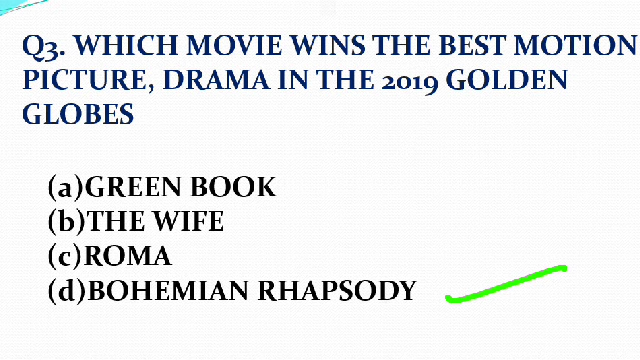 Q3. WHICH MOVIE WINS THE BEST MOTION
PICTURE, DRAMA IN THE 2019 GOLDEN
GLOBES
(a)GREEN BOOK
(b)THE WIFE
(c)ROMA
(d)BOHEMIAN RHAPSODY